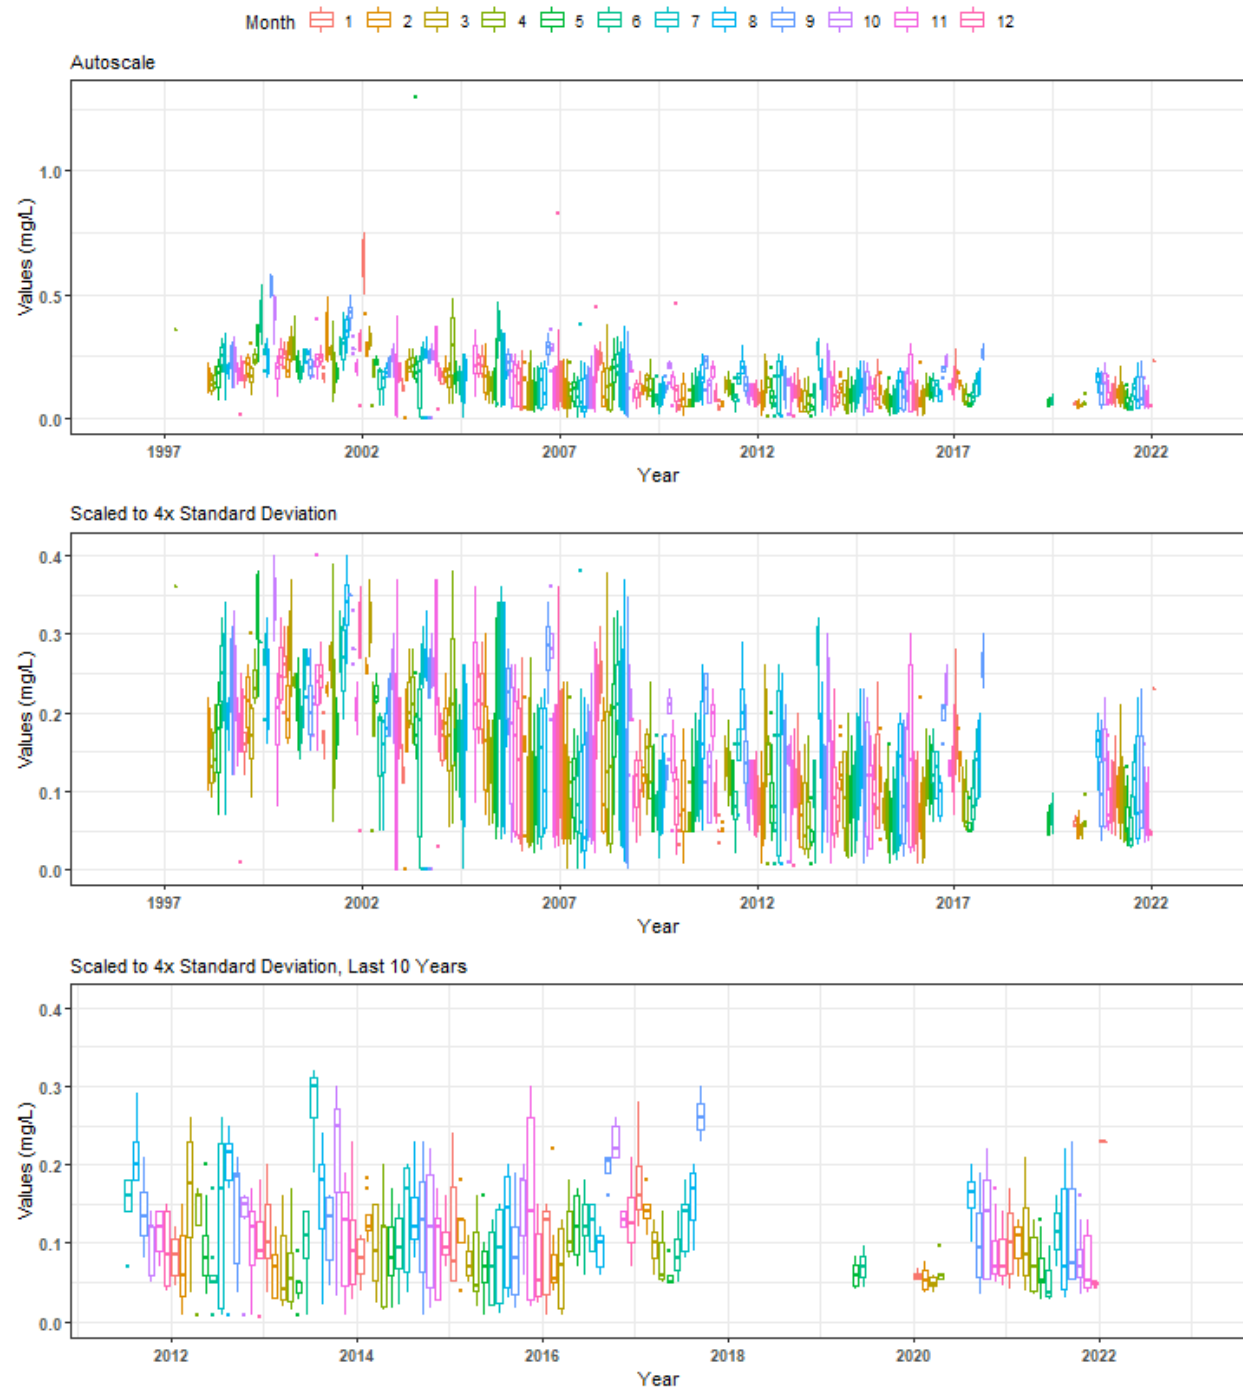 Month 1 2 3 4 5 6 7 8 9 10 11 12
Autoscale
Values (mg/L)
1.0
0.5
0.0
1997 2002 2007 2012 2017 2022
Year
Scaled to 4x Standard Deviation
Values (mg/L)
0.4
0.3
0.2
0.1
0.0
1997 2002 2007 2012 2017 2022
Year
Scaled to 4x Standard Deviation, Last 10 Years
Values (mg/L)
0.4
0.3
0.2
0.1
0.0
2012 2014 2016 2018 2020 2022
Year